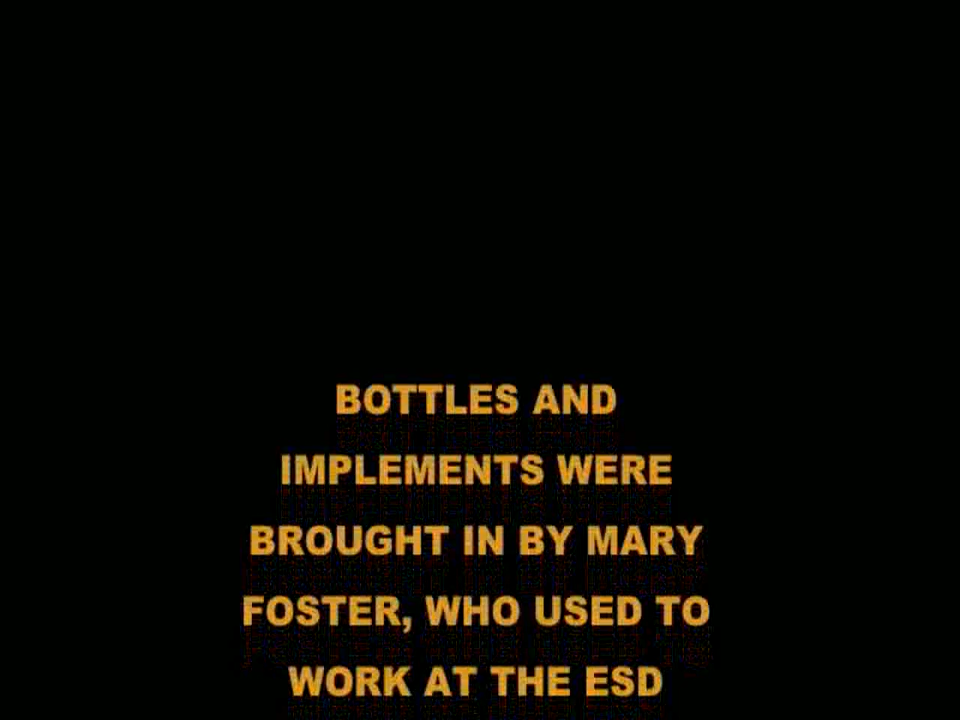 BOTTLES AND
IMPLEMENTS WERE
BROUGHT IN BY MARY
FOSTER, WHO USED TO
WORK AT THE ESD